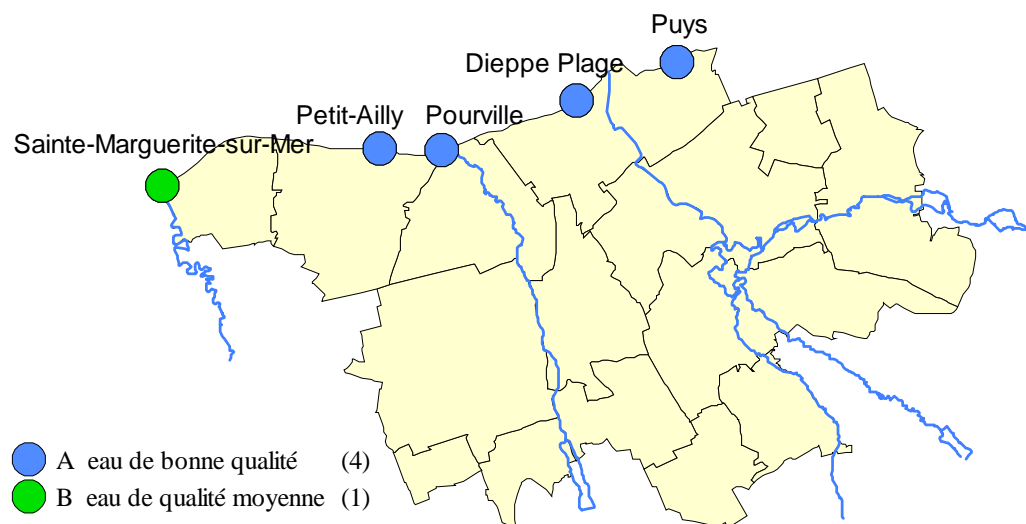 Puys
Dieppe Plage
Petit-Ailly
Pourville
Sainte-Marguerite-sur-Mer
A eau de bonne qualité (4)
B eau de qualité moyenne (1)